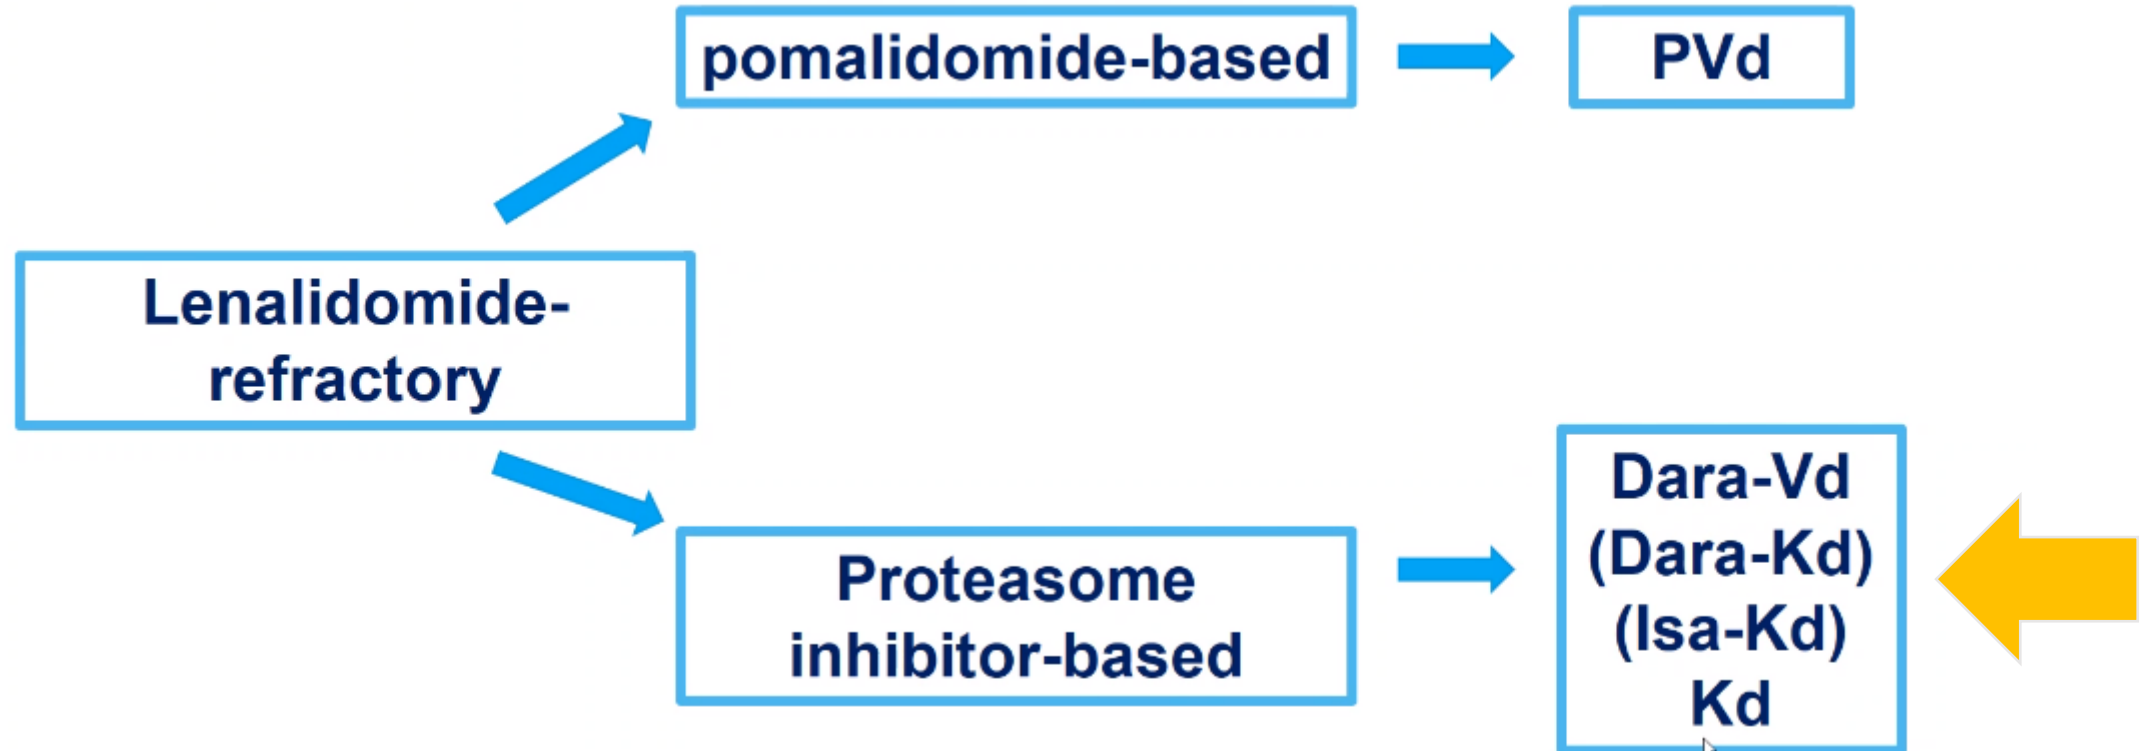 pomalidomide-based
PVd
Lenalidomide-
refractory
Proteasome
inhibitor-based
Dara-Vd
(Dara-Kd)
(Isa-Kd)
Kd